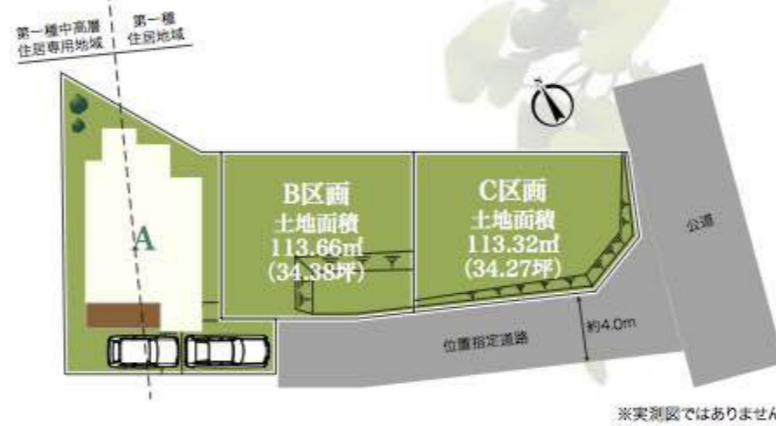 第一種中高層
住居専用地域
第一種
住居地域
A
B区画
土地面積
113.66㎡
(34.38坪)
C区画
土地面積
113.32㎡
(34.27坪)
公道
位置指定道路
約4.0m
※実測図ではありません